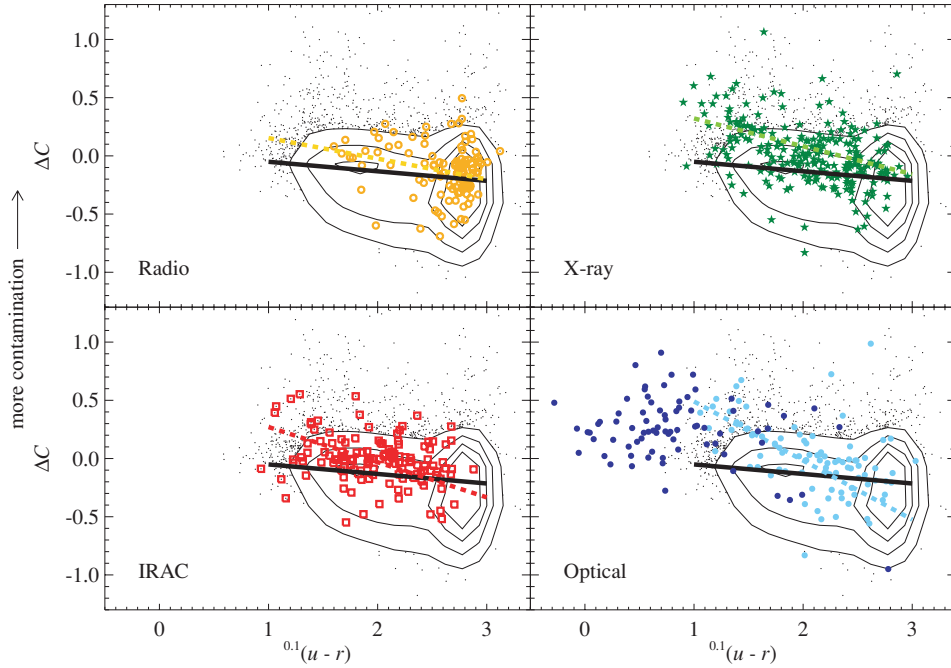 1.0
0.5
0.0
-0.5
-1.0
ΔC
Radio
X-ray
more contamination
1.0
0.5
0.0
-0.5
-1.0
ΔC
IRAC
Optical
0 1 2 3
0 1 2 3
0.1(u - r)
0.1(u - r)